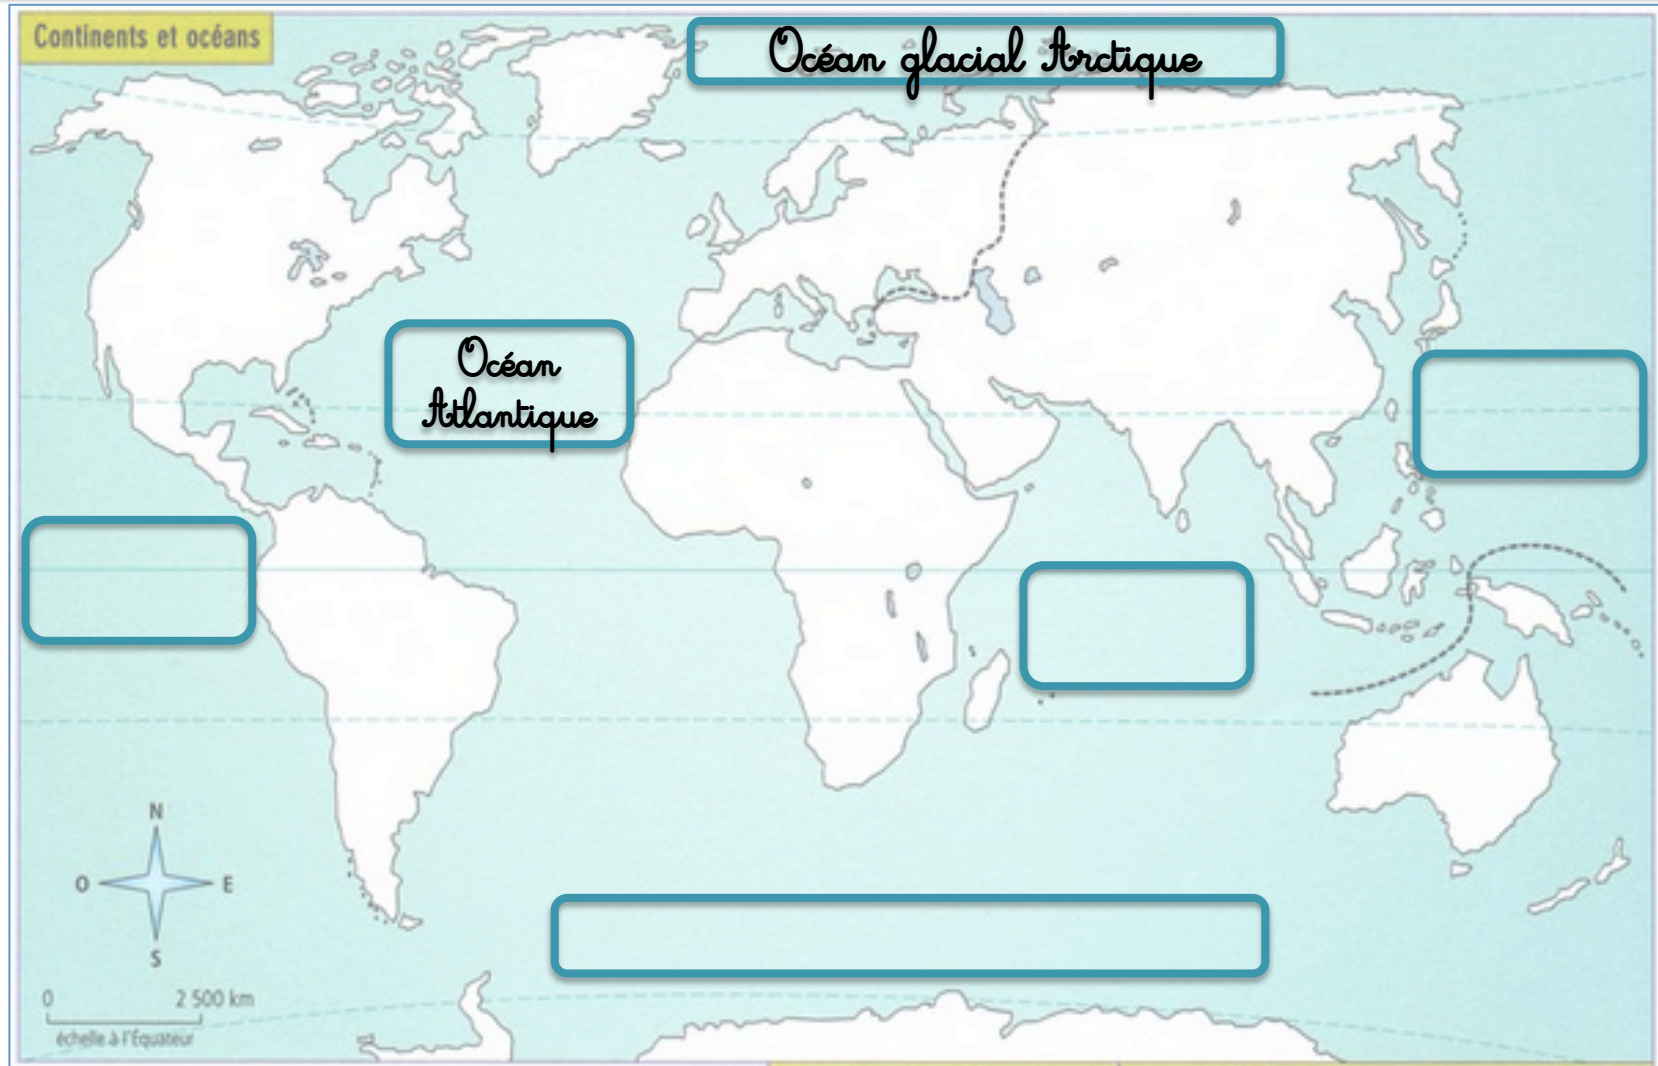 Continents et océans
Océan glacial Arctique
Océan
Atlantique
N
O
E
S
0
2 500 km
échelle à l'Équateur